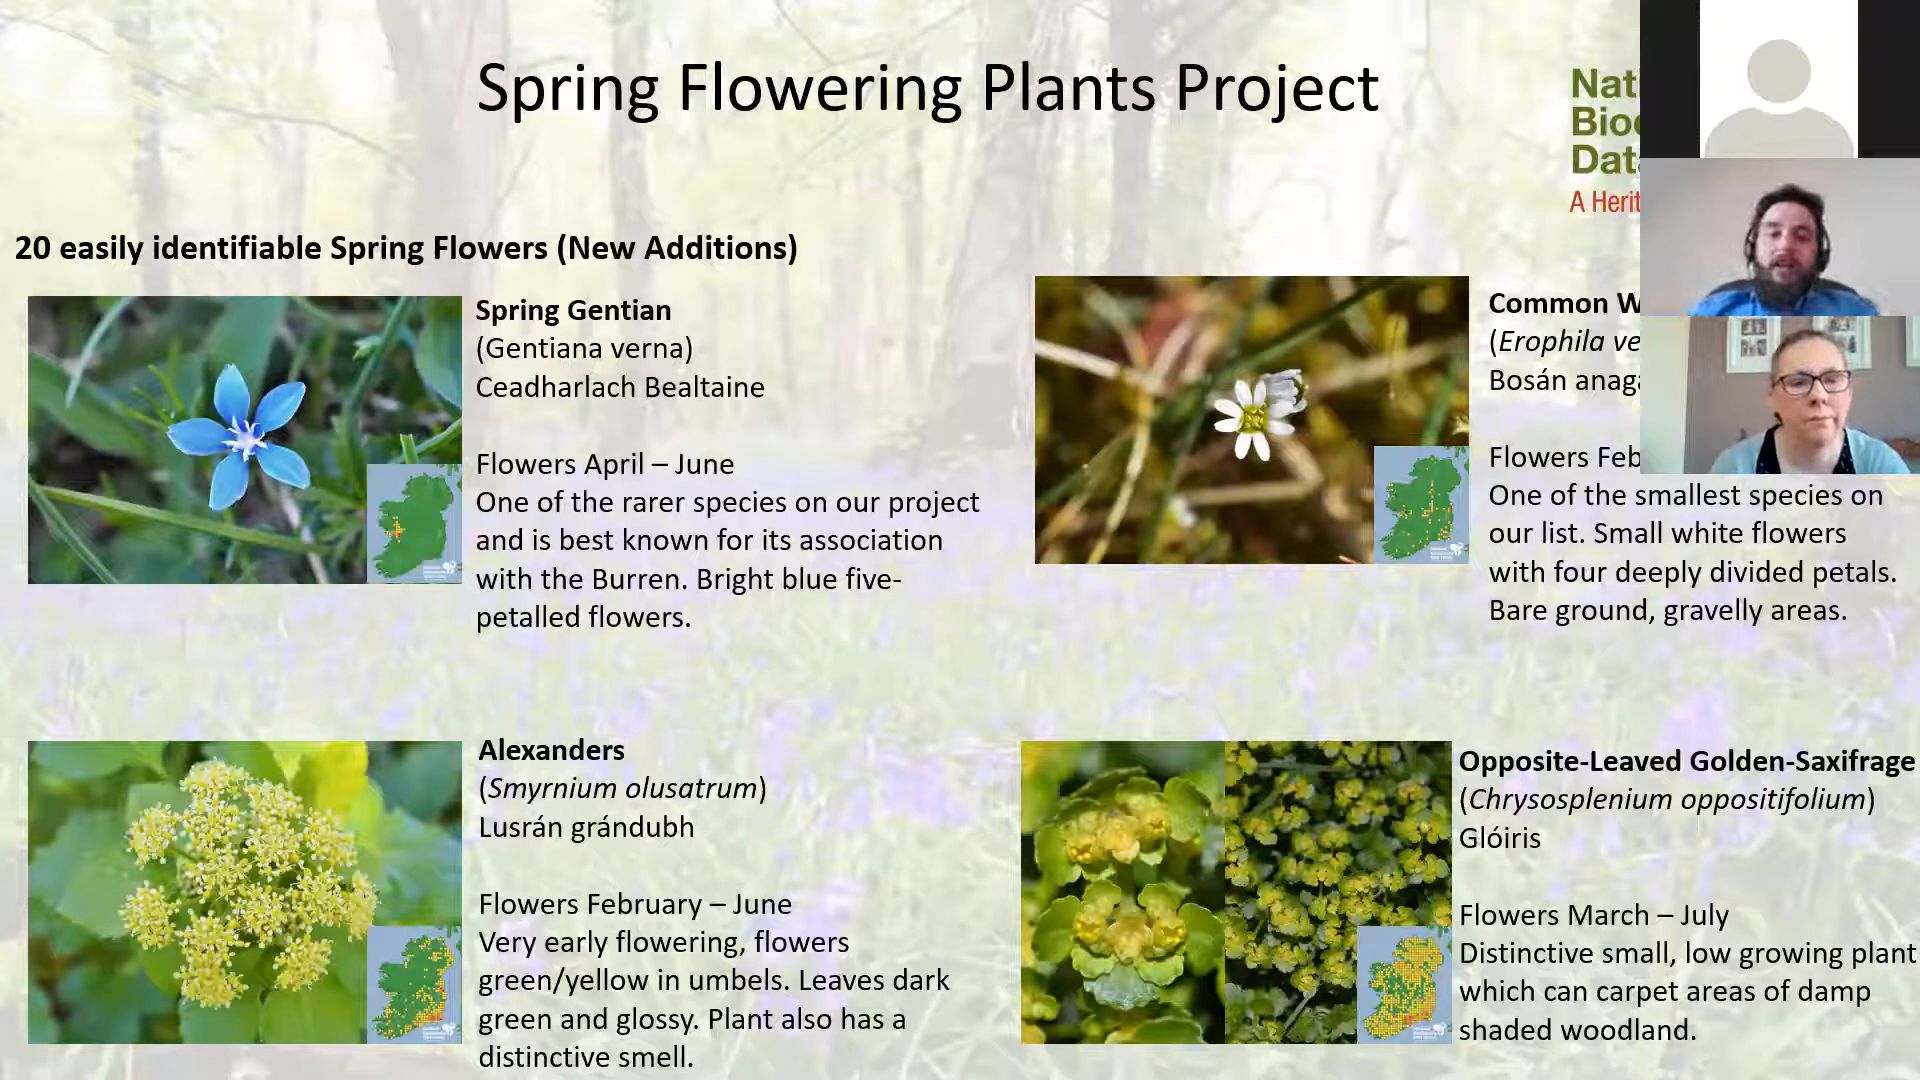 Spring Flowering Plants Project
Nati
Biod
Data
A Herit
20 easily identifiable Spring Flowers (New Additions)
Spring Gentian
(Gentiana verna)
Ceadharlach Bealtaine
Flowers April – June
One of the rarer species on our project
and is best known for its association
with the Burren. Bright blue five-
petalled flowers.
Common W
(Erophila ve
Bosán anaga
Flowers Feb
One of the smallest species on
our list. Small white flowers
with four deeply divided petals.
Bare ground, gravelly areas.
Alexanders
(Smyrnium olusatrum)
Lusrán grándubh
Flowers February – June
Very early flowering, flowers
green/yellow in umbels. Leaves dark
green and glossy. Plant also has a
distinctive smell.
Opposite-Leaved Golden-Saxifrage
(Chrysosplenium oppositifolium)
Glóiris
Flowers March – July
Distinctive small, low growing plant
which can carpet areas of damp
shaded woodland.